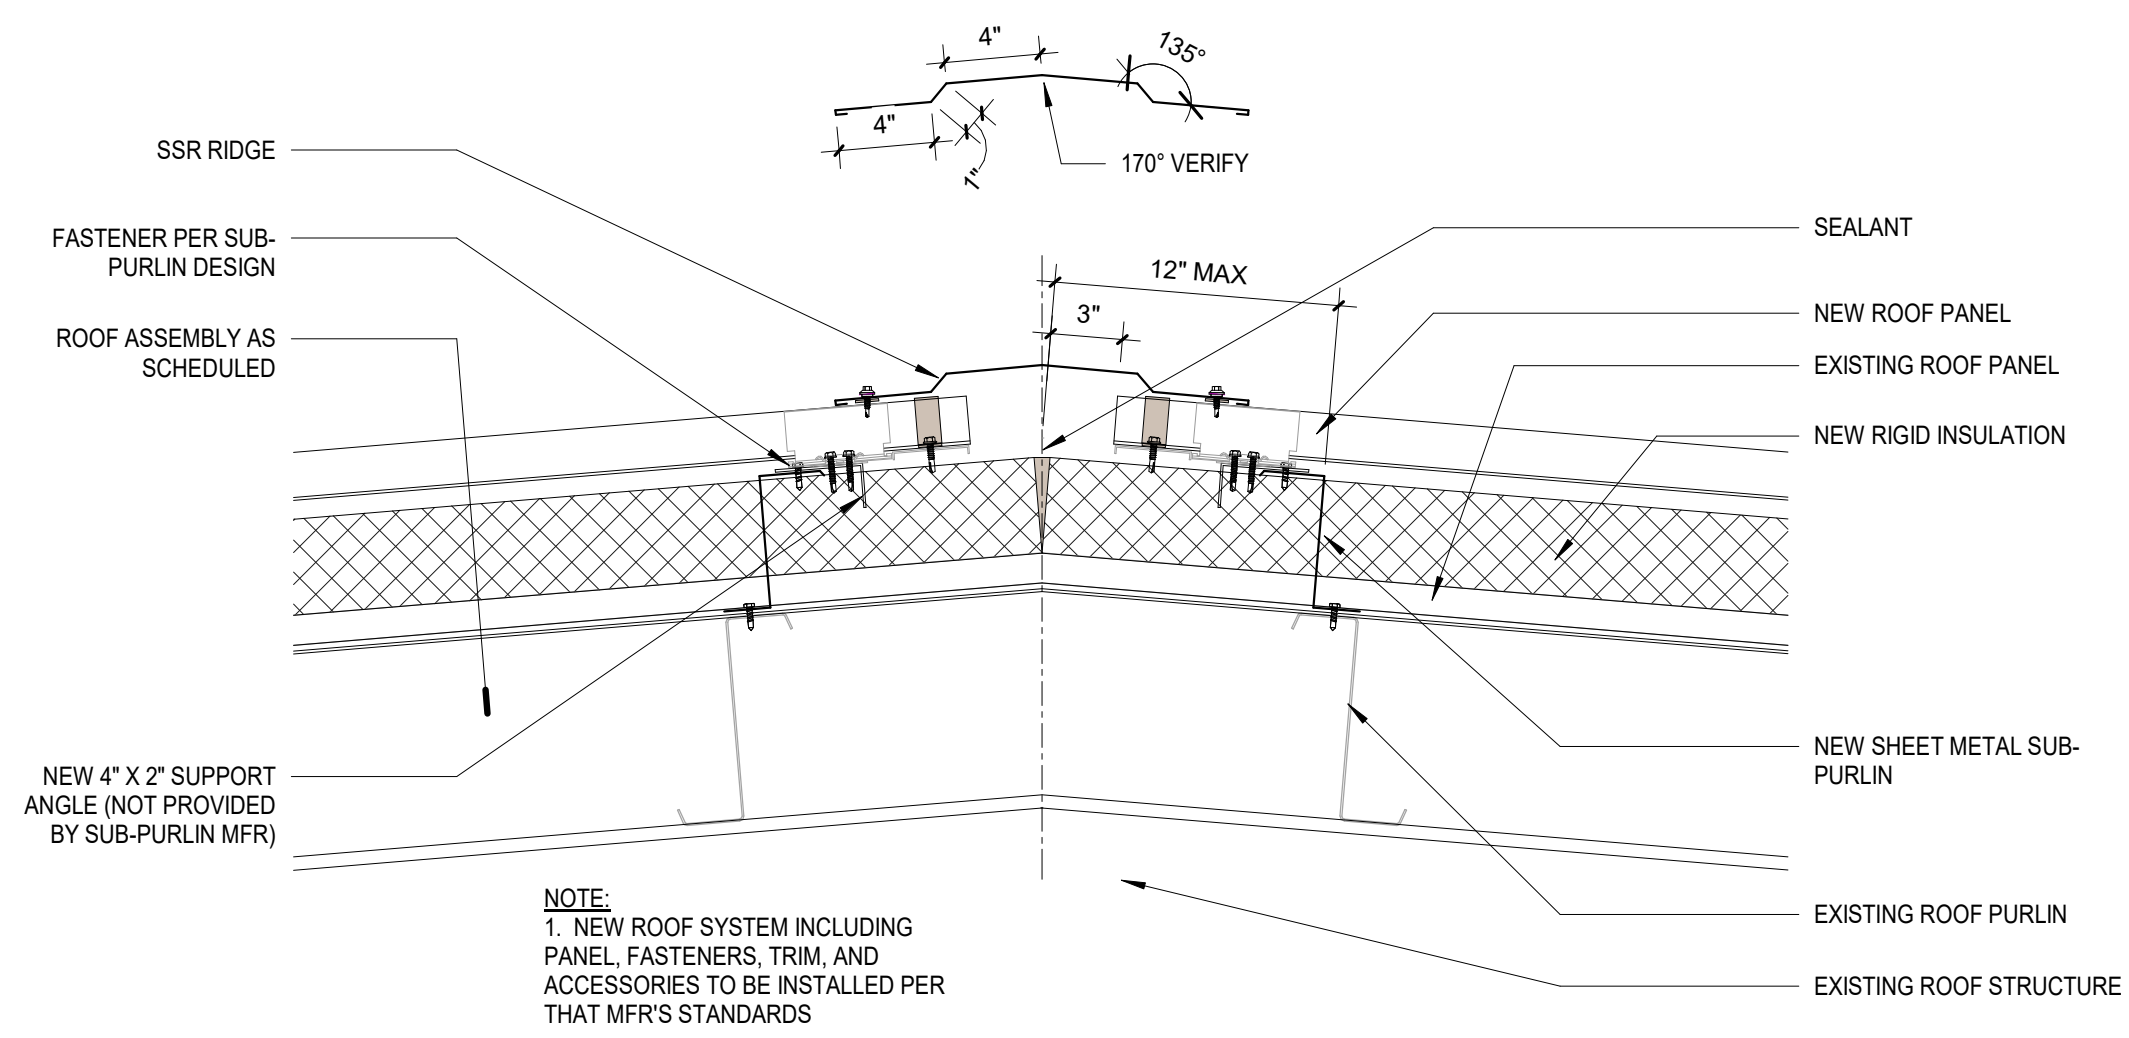 4"
135°
4"
1"
170° VERIFY
SSR RIDGE
FASTENER PER SUB-
PURLIN DESIGN
ROOF ASSEMBLY AS
SCHEDULED
NEW 4" X 2" SUPPORT
ANGLE (NOT PROVIDED
BY SUB-PURLIN MFR)
12" MAX
3"
SEALANT
NEW ROOF PANEL
EXISTING ROOF PANEL
NEW RIGID INSULATION
NEW SHEET METAL SUB-
PURLIN
EXISTING ROOF PURLIN
EXISTING ROOF STRUCTURE
NOTE:
1. NEW ROOF SYSTEM INCLUDING
PANEL, FASTENERS, TRIM, AND
ACCESSORIES TO BE INSTALLED PER
THAT MFR'S STANDARDS